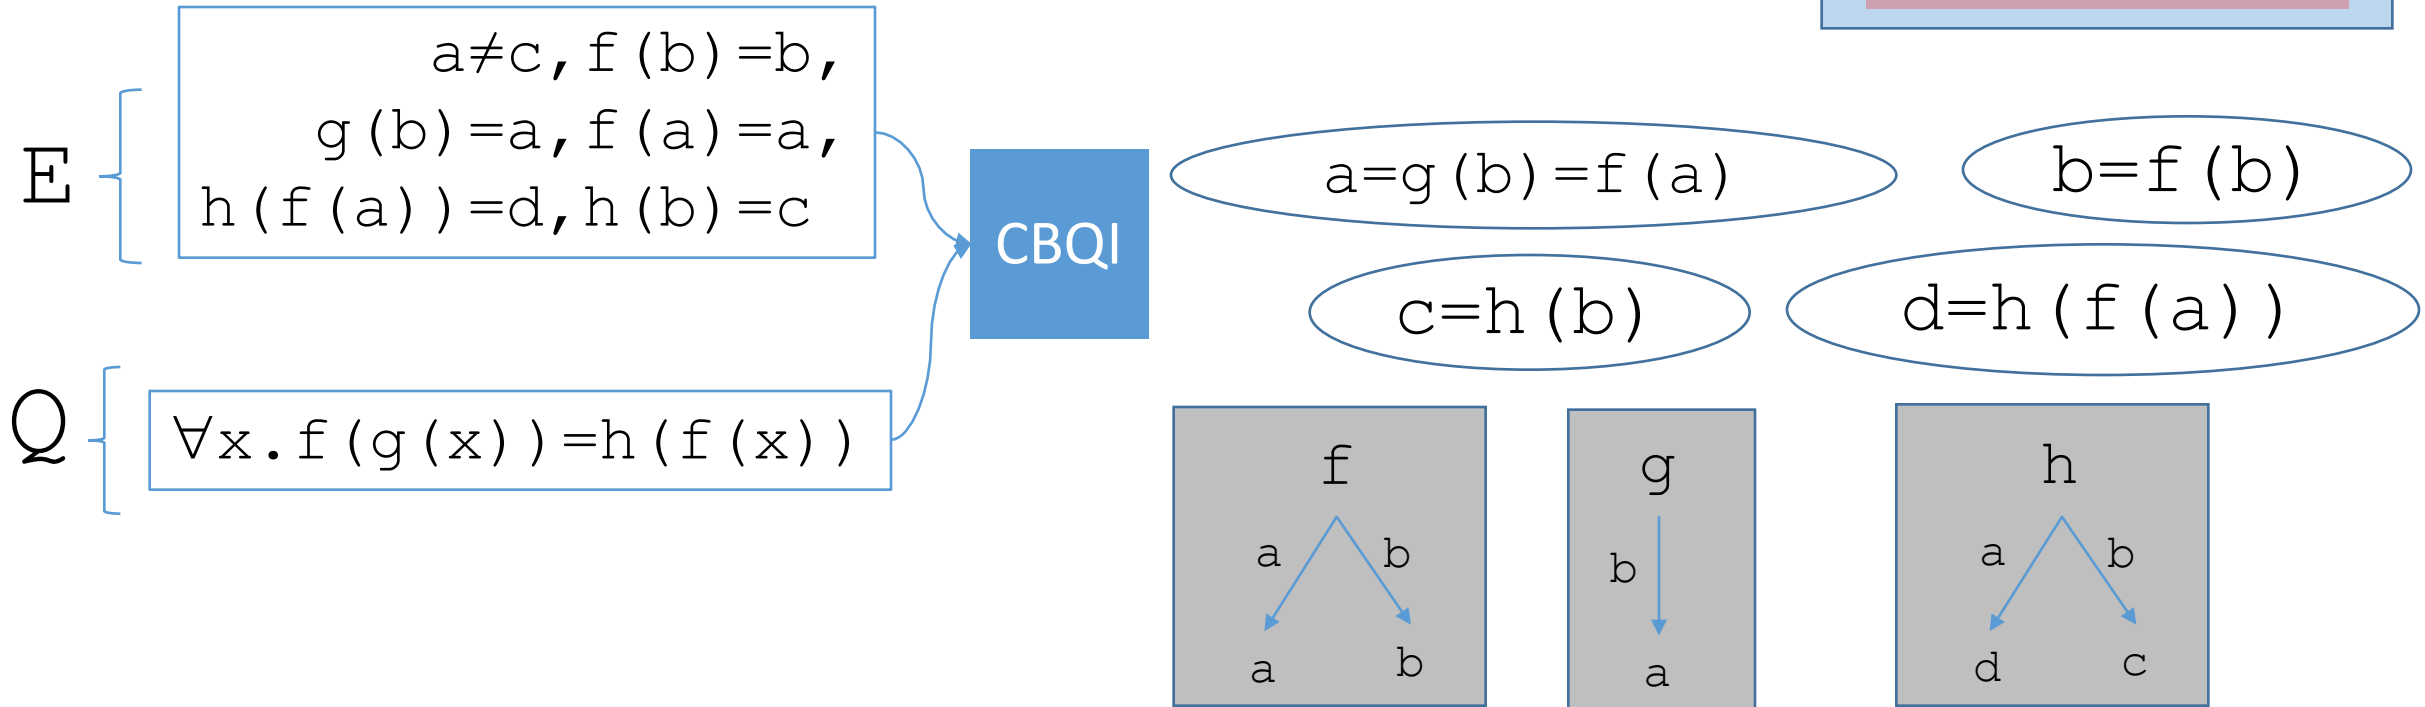 E
a≠c,f(b)=b,
g(b)=a,f(a)=a,
h(f(a))=d,h(b)=c
Q
∀x.f(g(x))=h(f(x))
CBQI
a=g(b)=f(a)
b=f(b)
c=h(b)
d=h(f(a))
f
a b
a b
g
b
a
h
a b
d c